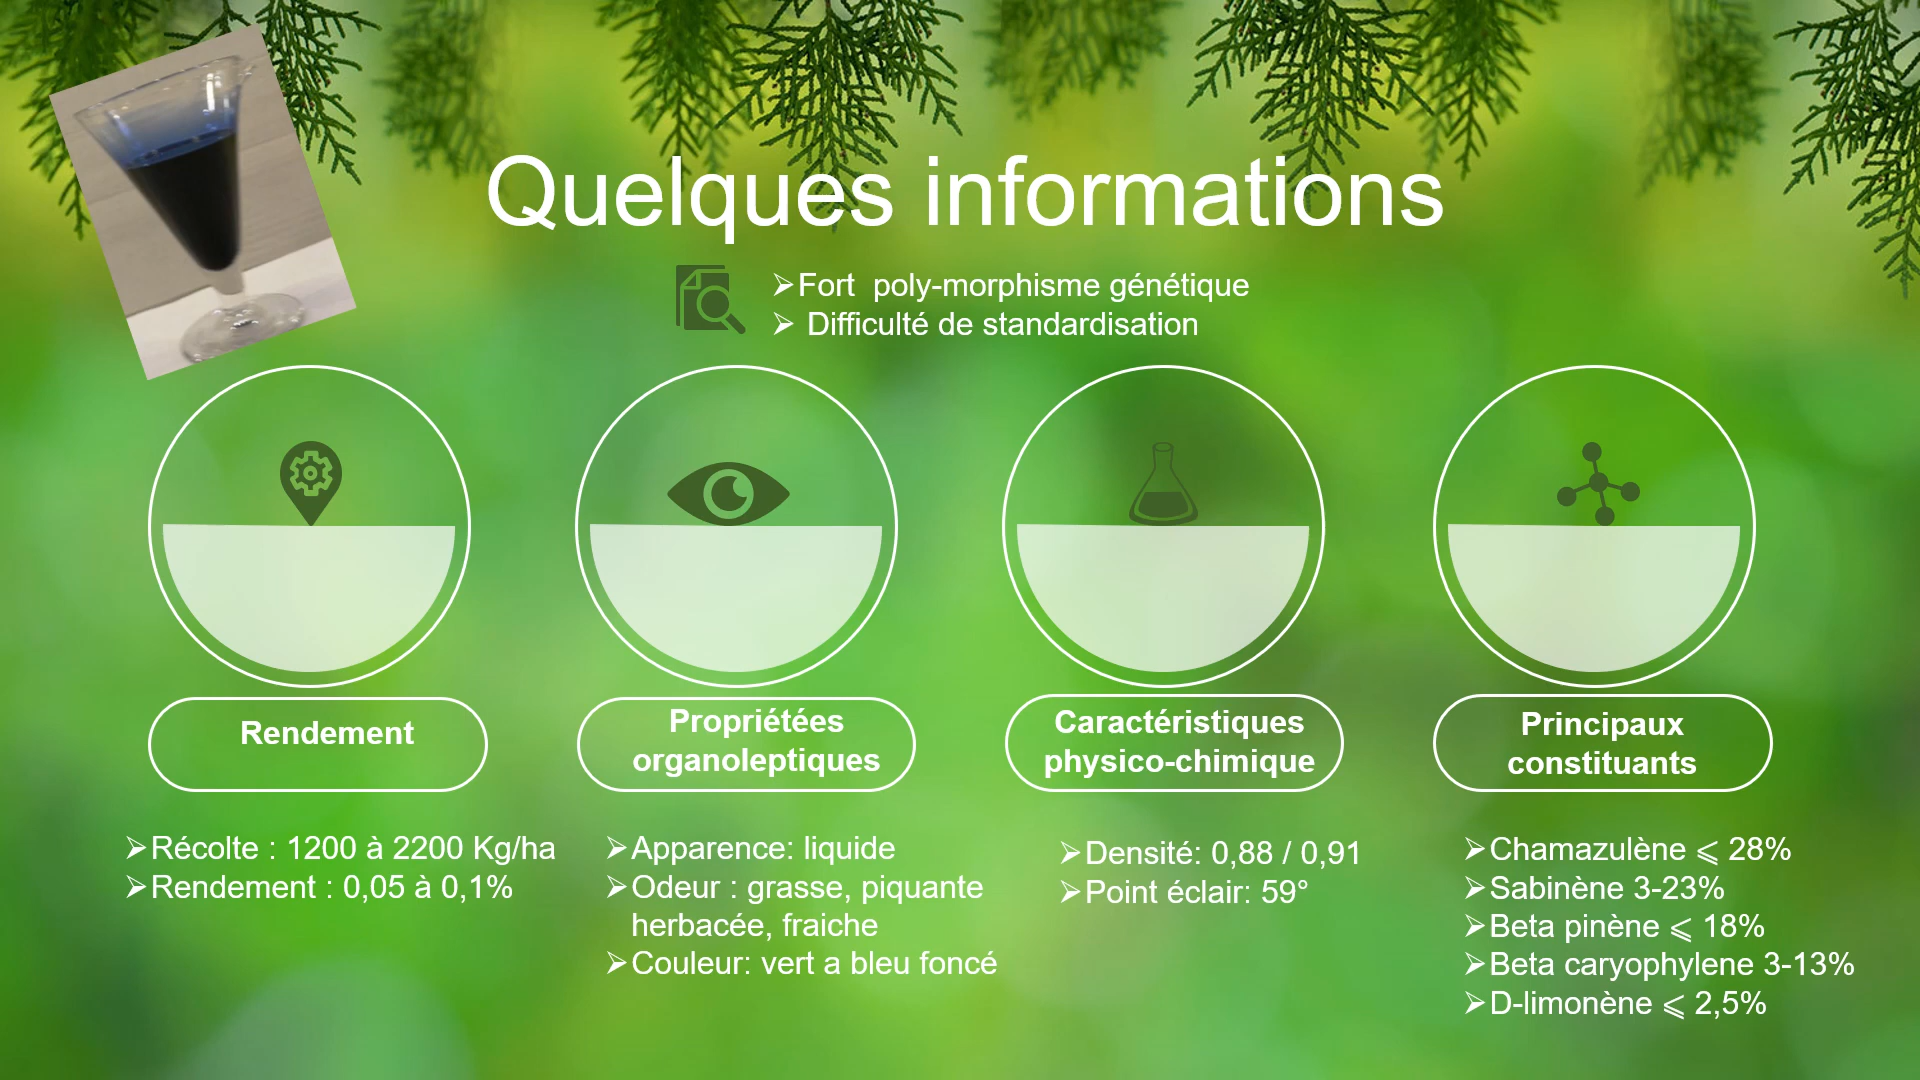 Quelques informations
➢Fort  poly-morphisme génétique
➢ Difficulté de standardisation
Rendement
➢Récolte : 1200 à 2200 Kg/ha
➢Rendement : 0,05 à 0,1%
Propriétées
organoleptiques
➢Apparence: liquide
➢Odeur : grasse, piquante
herbacée, fraiche
➢Couleur: vert a bleu foncé
Caractéristiques
physico-chimique
➢Densité: 0,88 / 0,91
➢Point éclair: 59°
Principaux
constituants
➢Chamazulène ⩽ 28%
➢Sabinène 3-23%
➢Beta pinène ⩽ 18%
➢Beta caryophylene 3-13%
➢D-limonène ⩽ 2,5%